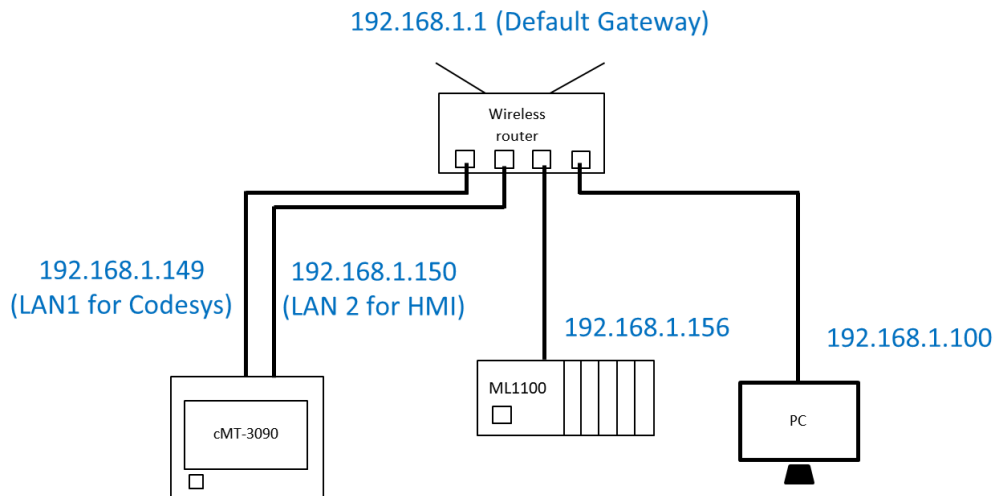 192.168.1.1 (Default Gateway)
Wireless
router
192.168.1.149
(LAN1 for Codesys)
192.168.1.150
(LAN 2 for HMI)
192.168.1.156
192.168.1.100
ML1100
cMT-3090
PC